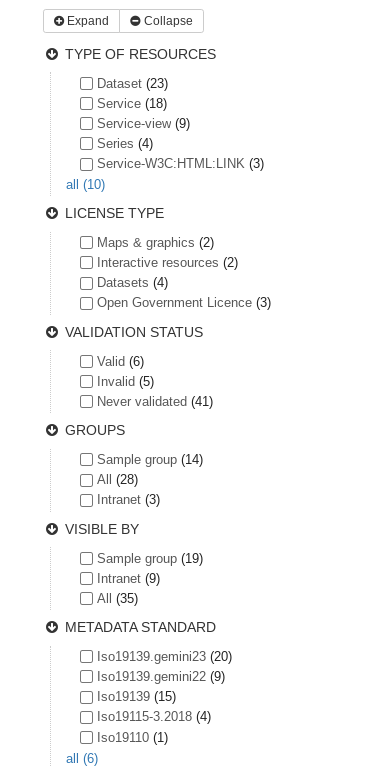 Expand Collapse
TYPE OF RESOURCES
Dataset (23)
Service (18)
Service-view (9)
Series (4)
Service-W3C:HTML:LINK (3)
all (10)
LICENSE TYPE
Maps & graphics (2)
Interactive resources (2)
Datasets (4)
Open Government Licence (3)
VALIDATION STATUS
Valid (6)
Invalid (5)
Never validated (41)
GROUPS
Sample group (14)
All (28)
Intranet (3)
VISIBLE BY
Sample group (19)
Intranet (9)
All (35)
METADATA STANDARD
Iso19139.gemini23 (20)
Iso19139.gemini22 (9)
Iso19139 (15)
Iso19115-3.2018 (4)
Iso19110 (1)
all (6)